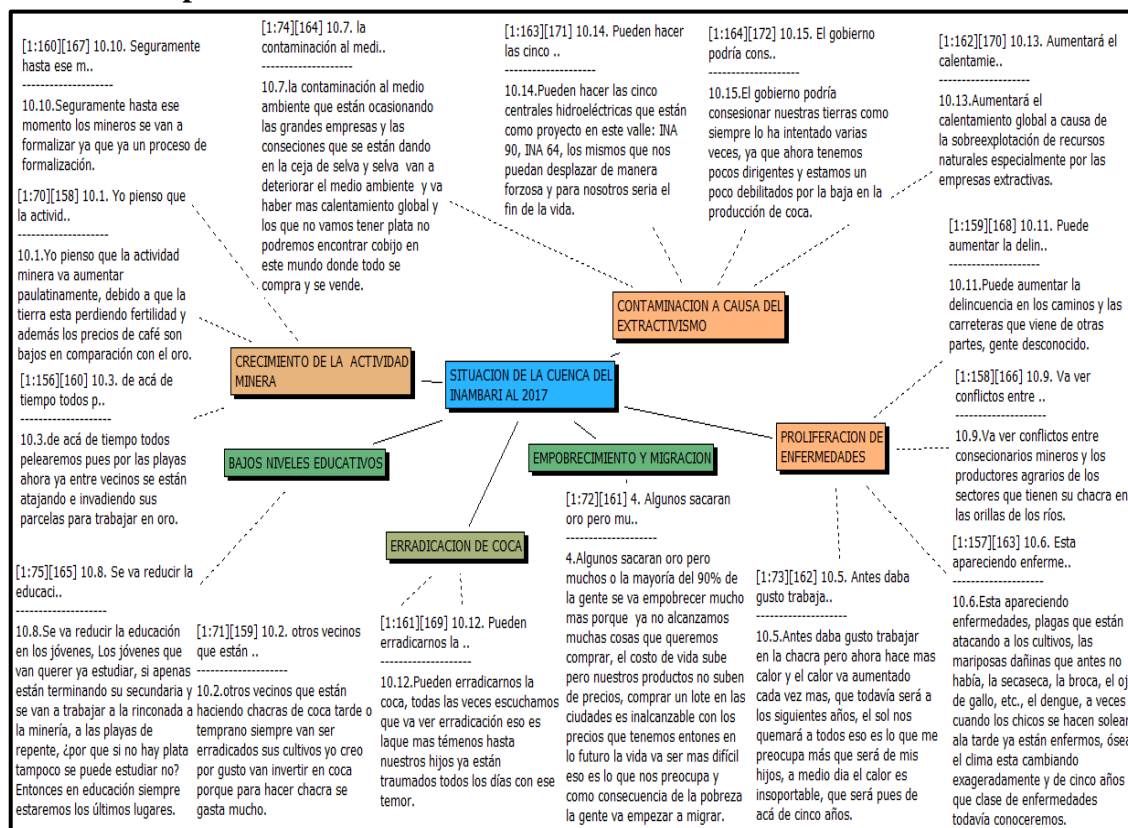 [1:160][167] 10.10. Seguramente
hasta ese m..
--------------------
10.10.Seguramente hasta ese
momento los mineros se van a
formalizar ya que ya un proceso de
formalización.
[1:74][164] 10.7. la
contaminación al medi..
--------------------
10.7.la contaminación al medio
ambiente que están ocasionando
las grandes empresas y las
conseciones que se están dando
en la ceja de selva y selva van a
deteriorar el medio ambiente y va
haber mas calentamiento global y
los que no vamos tener plata no
podremos encontrar cobijo en
este mundo donde todo se
compra y se vende.
[1:163][171] 10.14. Pueden hacer
las cinco ..
--------------------
10.14.Pueden hacer las cinco
centrales hidroeléctricas que están
como proyecto en este valle: INA
90, INA 64, los mismos que nos
puedan desplazar de manera
forzosa y para nosotros seria el
fin de la vida.
[1:164][172] 10.15. El gobierno
podría cons..
--------------------
10.15.El gobierno podría
consesionar nuestras tierras como
siempre lo ha intentado varias
veces, ya que ahora tenemos
pocos dirigentes y estamos un
poco debilitados por la baja en la
producción de coca.
[1:162][170] 10.13. Aumentará el
calentamie..
--------------------
10.13.Aumentará el
calentamiento global a causa de
la sobreexplotación de recursos
naturales especialmente por las
empresas extractivas.
[1:70][158] 10.1. Yo pienso que
la activid..
--------------------
10.1.Yo pienso que la actividad
minera va aumentar
paulatinamente, debido a que la
tierra esta perdiendo fertilidad y
además los precios de café son
bajos en comparación con el oro.
[1:159][168] 10.11. Puede
aumentar la delin..
--------------------
10.11.Puede aumentar la
delincuencia en los caminos y las
carreteras que viene de otras
partes, gente desconocido.
CONTAMINACION A CAUSA DEL
EXTRACTIVISMO
CRECIMIENTO DE LA ACTIVIDAD
MINERA
SITUACION DE LA CUENCA DEL
INAMBARI AL 2017
[1:156][160] 10.3. de acá de
tiempo todos p..
--------------------
10.3.de acá de tiempo todos
pelearemos pues por las playas
ahora ya entre vecinos se están
atajando e invadiendo sus
parcelas para trabajar en oro.
[1:158][166] 10.9. Va ver
conflictos entre ..
--------------------
10.9.Va ver conflictos entre
consecionarios mineros y los
productores agrarios de los
sectores que tienen su chacra en
las orillas de los ríos.
BAJOS NIVELES EDUCATIVOS
EMPOBRECIMIENTO Y MIGRACION
PROLIFERACION DE
ENFERMEDADES
ERRADICACION DE COCA
[1:75][165] 10.8. Se va reducir la
educaci..
--------------------
10.8.Se va reducir la educación
en los jóvenes, Los jóvenes que
van querer ya estudiar, si apenas
están terminando su secundaria y
se van a trabajar a la rinconada a
la minería, a las playas de
repente, ¿por que si no hay plata
tampoco se puede estudiar no?
Entonces en educación siempre
estaremos los últimos lugares.
[1:71][159] 10.2. otros vecinos
que están ..
--------------------
10.2.otros vecinos que están
haciendo chacras de coca tarde o
temprano siempre van ser
erradicados sus cultivos yo creo
por gusto van invertir en coca
porque para hacer chacra se
gasta mucho.
[1:161][169] 10.12. Pueden
erradicarnos la ..
--------------------
10.12.Pueden erradicarnos la
coca, todas las veces escuchamos
que va ver erradicación eso es
laque mas témenos hasta
nuestros hijos ya están
traumados todos los días con ese
temor.
[1:72][161] 4. Algunos sacaran
oro pero mu..
--------------------
4.Algunos sacaran oro pero
muchos o la mayoría del 90% de
la gente se va empobrecer mucho
mas porque ya no alcanzamos
muchas cosas que queremos
comprar, el costo de vida sube
pero nuestros productos no suben
de precios, comprar un lote en las
ciudades es inalcanzable con los
precios que tenemos entones en
lo futuro la vida va ser mas difícil
eso es lo que nos preocupa y
como consecuencia de la pobreza
la gente va empezar a migrar.
[1:73][162] 10.5. Antes daba
gusto trabaja..
--------------------
10.5.Antes daba gusto trabajar
en la chacra pero ahora hace mas
calor y el calor va aumentado
cada vez mas, que todavía será a
los siguientes años, el sol nos
quemará a todos eso es lo que me
preocupa más que será de mis
hijos, a medio dia el calor es
insoportable, que será pues de
acá de cinco años.
[1:157][163] 10.6. Esta
apareciendo enferme..
--------------------
10.6.Esta apareciendo
enfermedades, plagas que están
atacando a los cultivos, las
mariposas dañinas que antes no
había, la secaseca, la broca, el oj
de gallo, etc., el dengue, a veces
cuando los chicos se hacen solear
ala tarde ya están enfermos, ósea
el clima esta cambiando
exageradamente y de cinco años
que clase de enfermedades
todavía conoceremos.